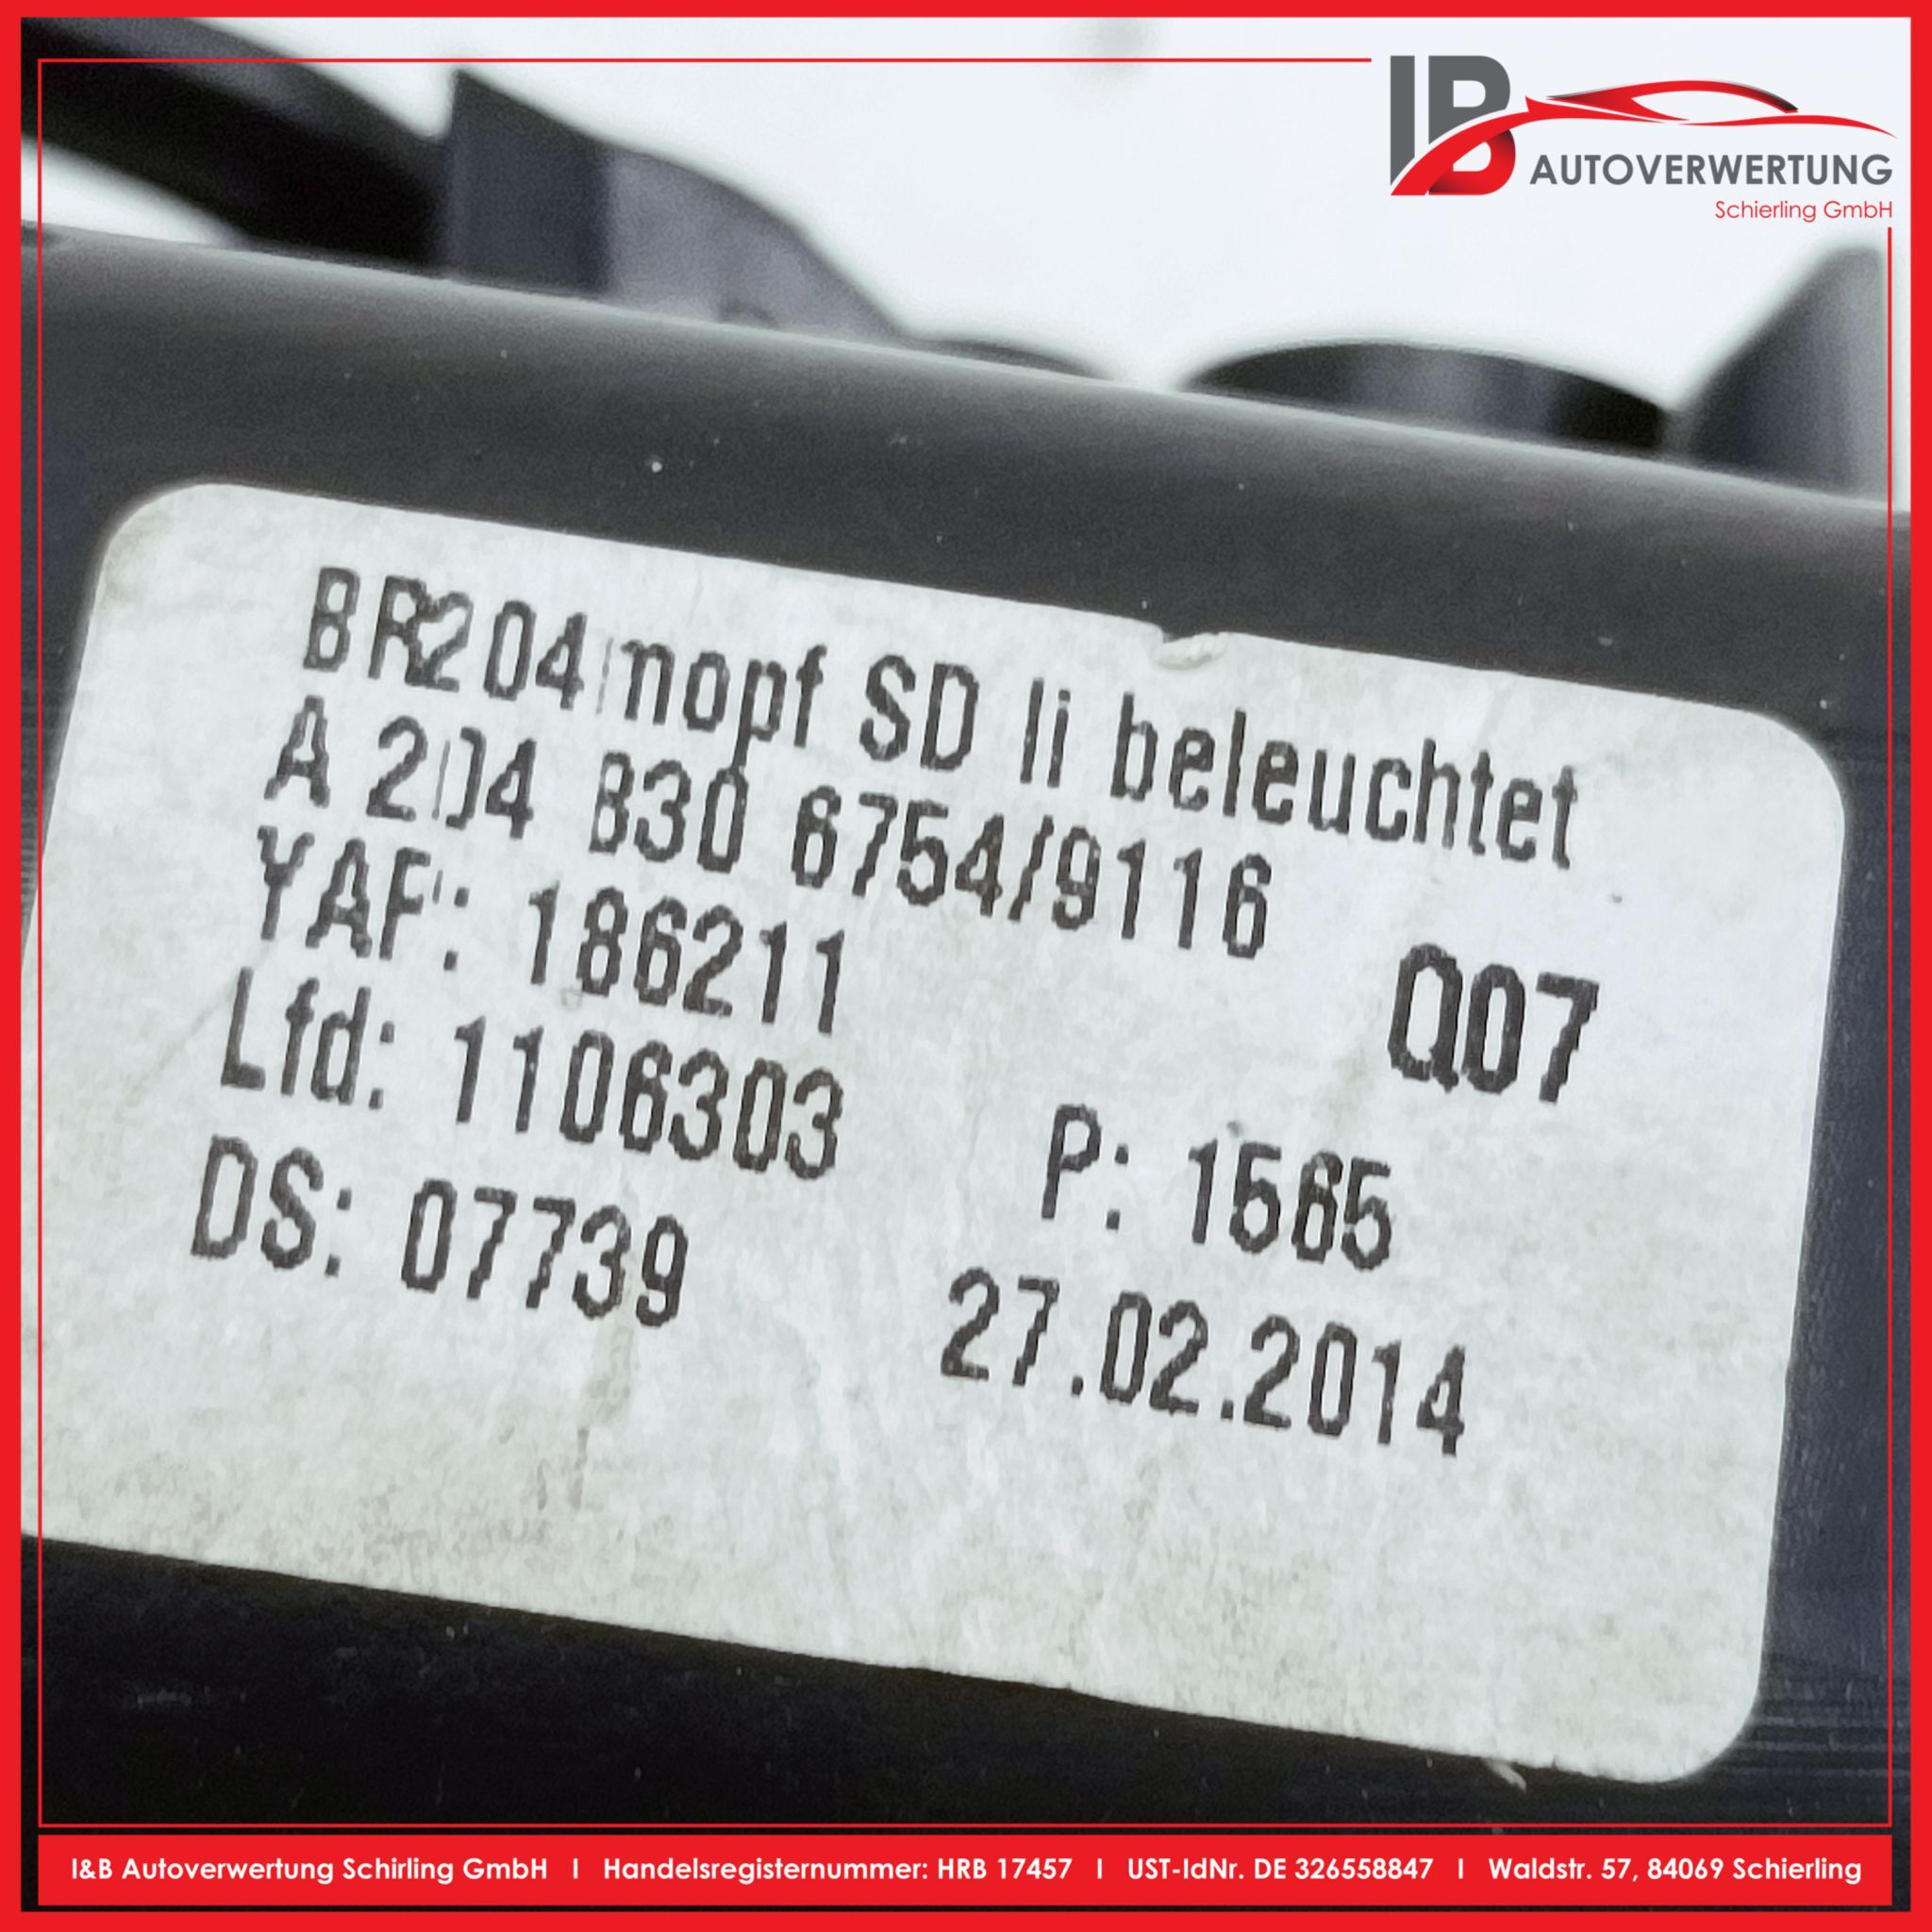 IB
AUTOVERWERTUNG
Schierling GmbH
BR204 mopf SD li beleuchtet
A 204 830 6754/9116
YAF: 186211
Q07
Lfd: 1106303
P: 1565
DS: 07739
27.02.2014
I&B Autoverwertung Schirling GmbH I Handelsregisternummer: HRB 17457 I UST-IdNr. DE 326558847 I Waldstr. 57, 84069 Schierling